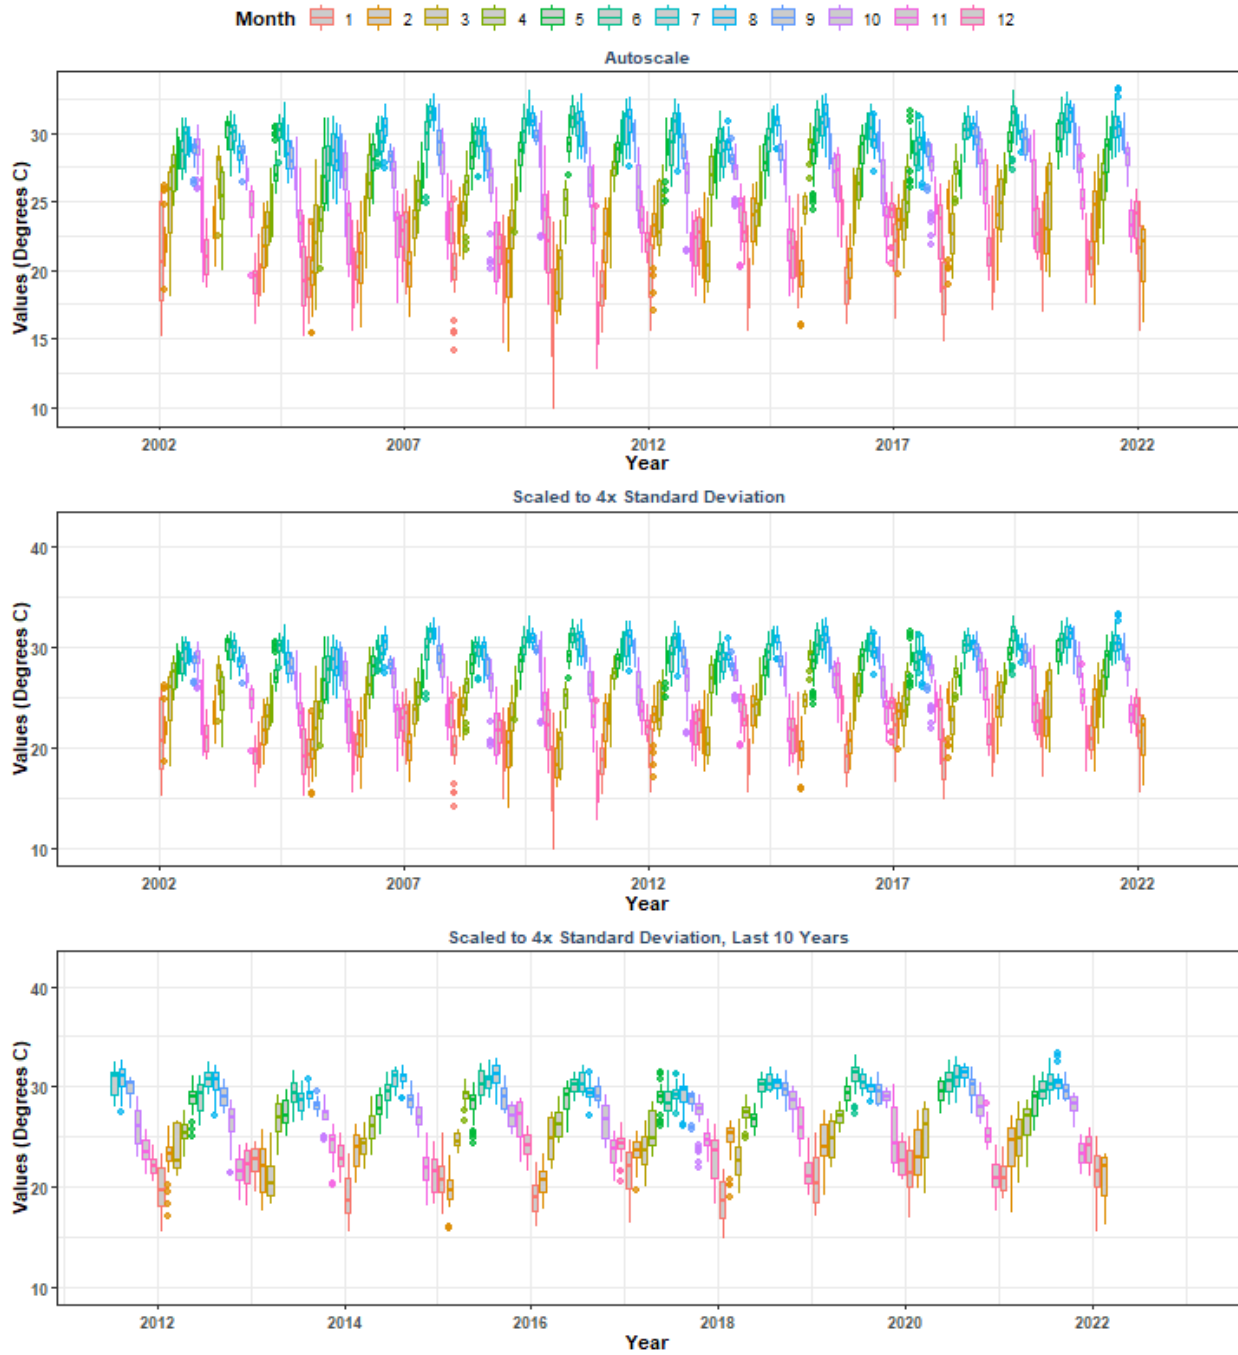 Month 1 2 3 4 5 6 7 8 9 10 11 12
Autoscale
Values (Degrees C)
30
25
20
15
10
2002 2007 2012 2017 2022
Year
Scaled to 4x Standard Deviation
Values (Degrees C)
40
30
20
10
2002 2007 2012 2017 2022
Year
Scaled to 4x Standard Deviation, Last 10 Years
Values (Degrees C)
40
30
20
10
2012 2014 2016 2018 2020 2022
Year